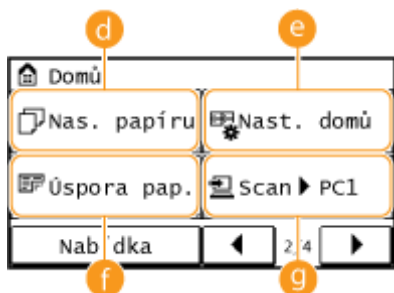 d e
Domů
Nas. papíru Nast. domů
Úspora pap. Scan ▶ PC1
Nabídka ◀ 2/4 ▶
f g